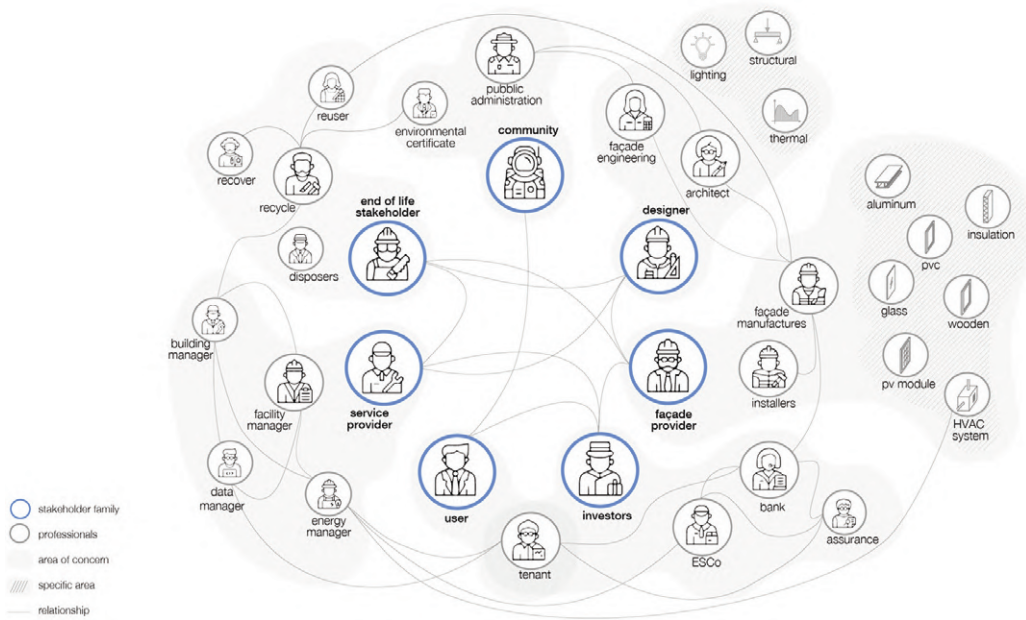 lighting
structural
thermal
pubblic
administration
reuser
environmental
certificate
façade
engineering
architect
recover
recycle
community
end of life
stakeholder
designer
aluminum
insulation
pvc
glass
wooden
pv module
HVAC
system
disposers
façade
manufactures
building
manager
facility
manager
service
provider
façade
provider
installers
data
manager
energy
manager
user
investors
bank
assurance
tenant
ESCo
stakeholder family
professionals
area of concern
specific area
relationship